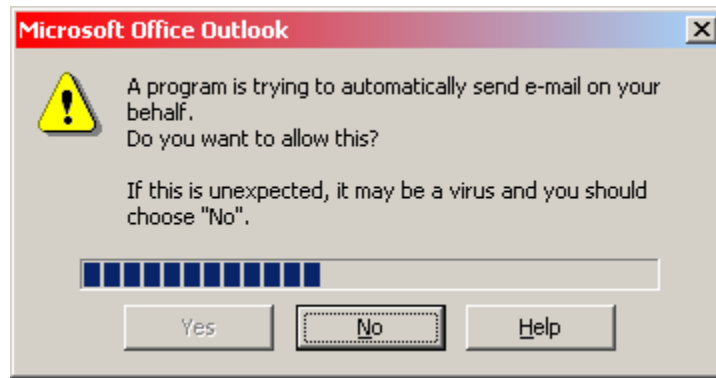 Microsoft Office Outlook
A program is trying to automatically send e-mail on your
behalf.
Do you want to allow this?
If this is unexpected, it may be a virus and you should
choose "No".
Yes No Help